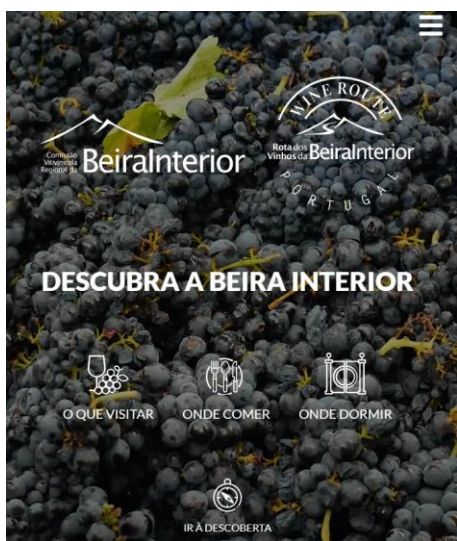 Comissão
Vitivinícola
Regional da
BeiraInterior
WINE ROUTE
Rota dos
Vinhos da
BeiraInterior
PORTUGAL
DESCUBRA A BEIRA INTERIOR
O QUE VISITAR
ONDE COMER
ONDE DORMIR
IR À DESCOBERTA